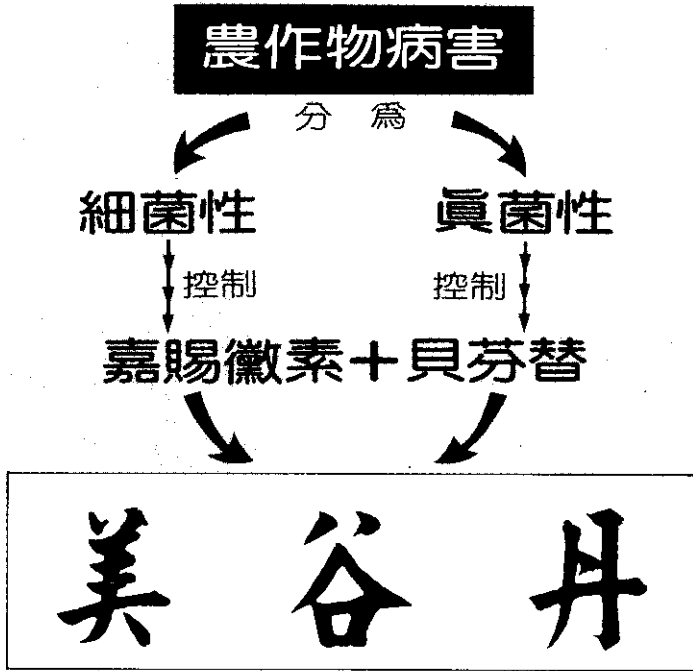 農作物病害
分為
細菌性 眞菌性
控制 控制
嘉賜黴素＋貝芬替
美谷丹